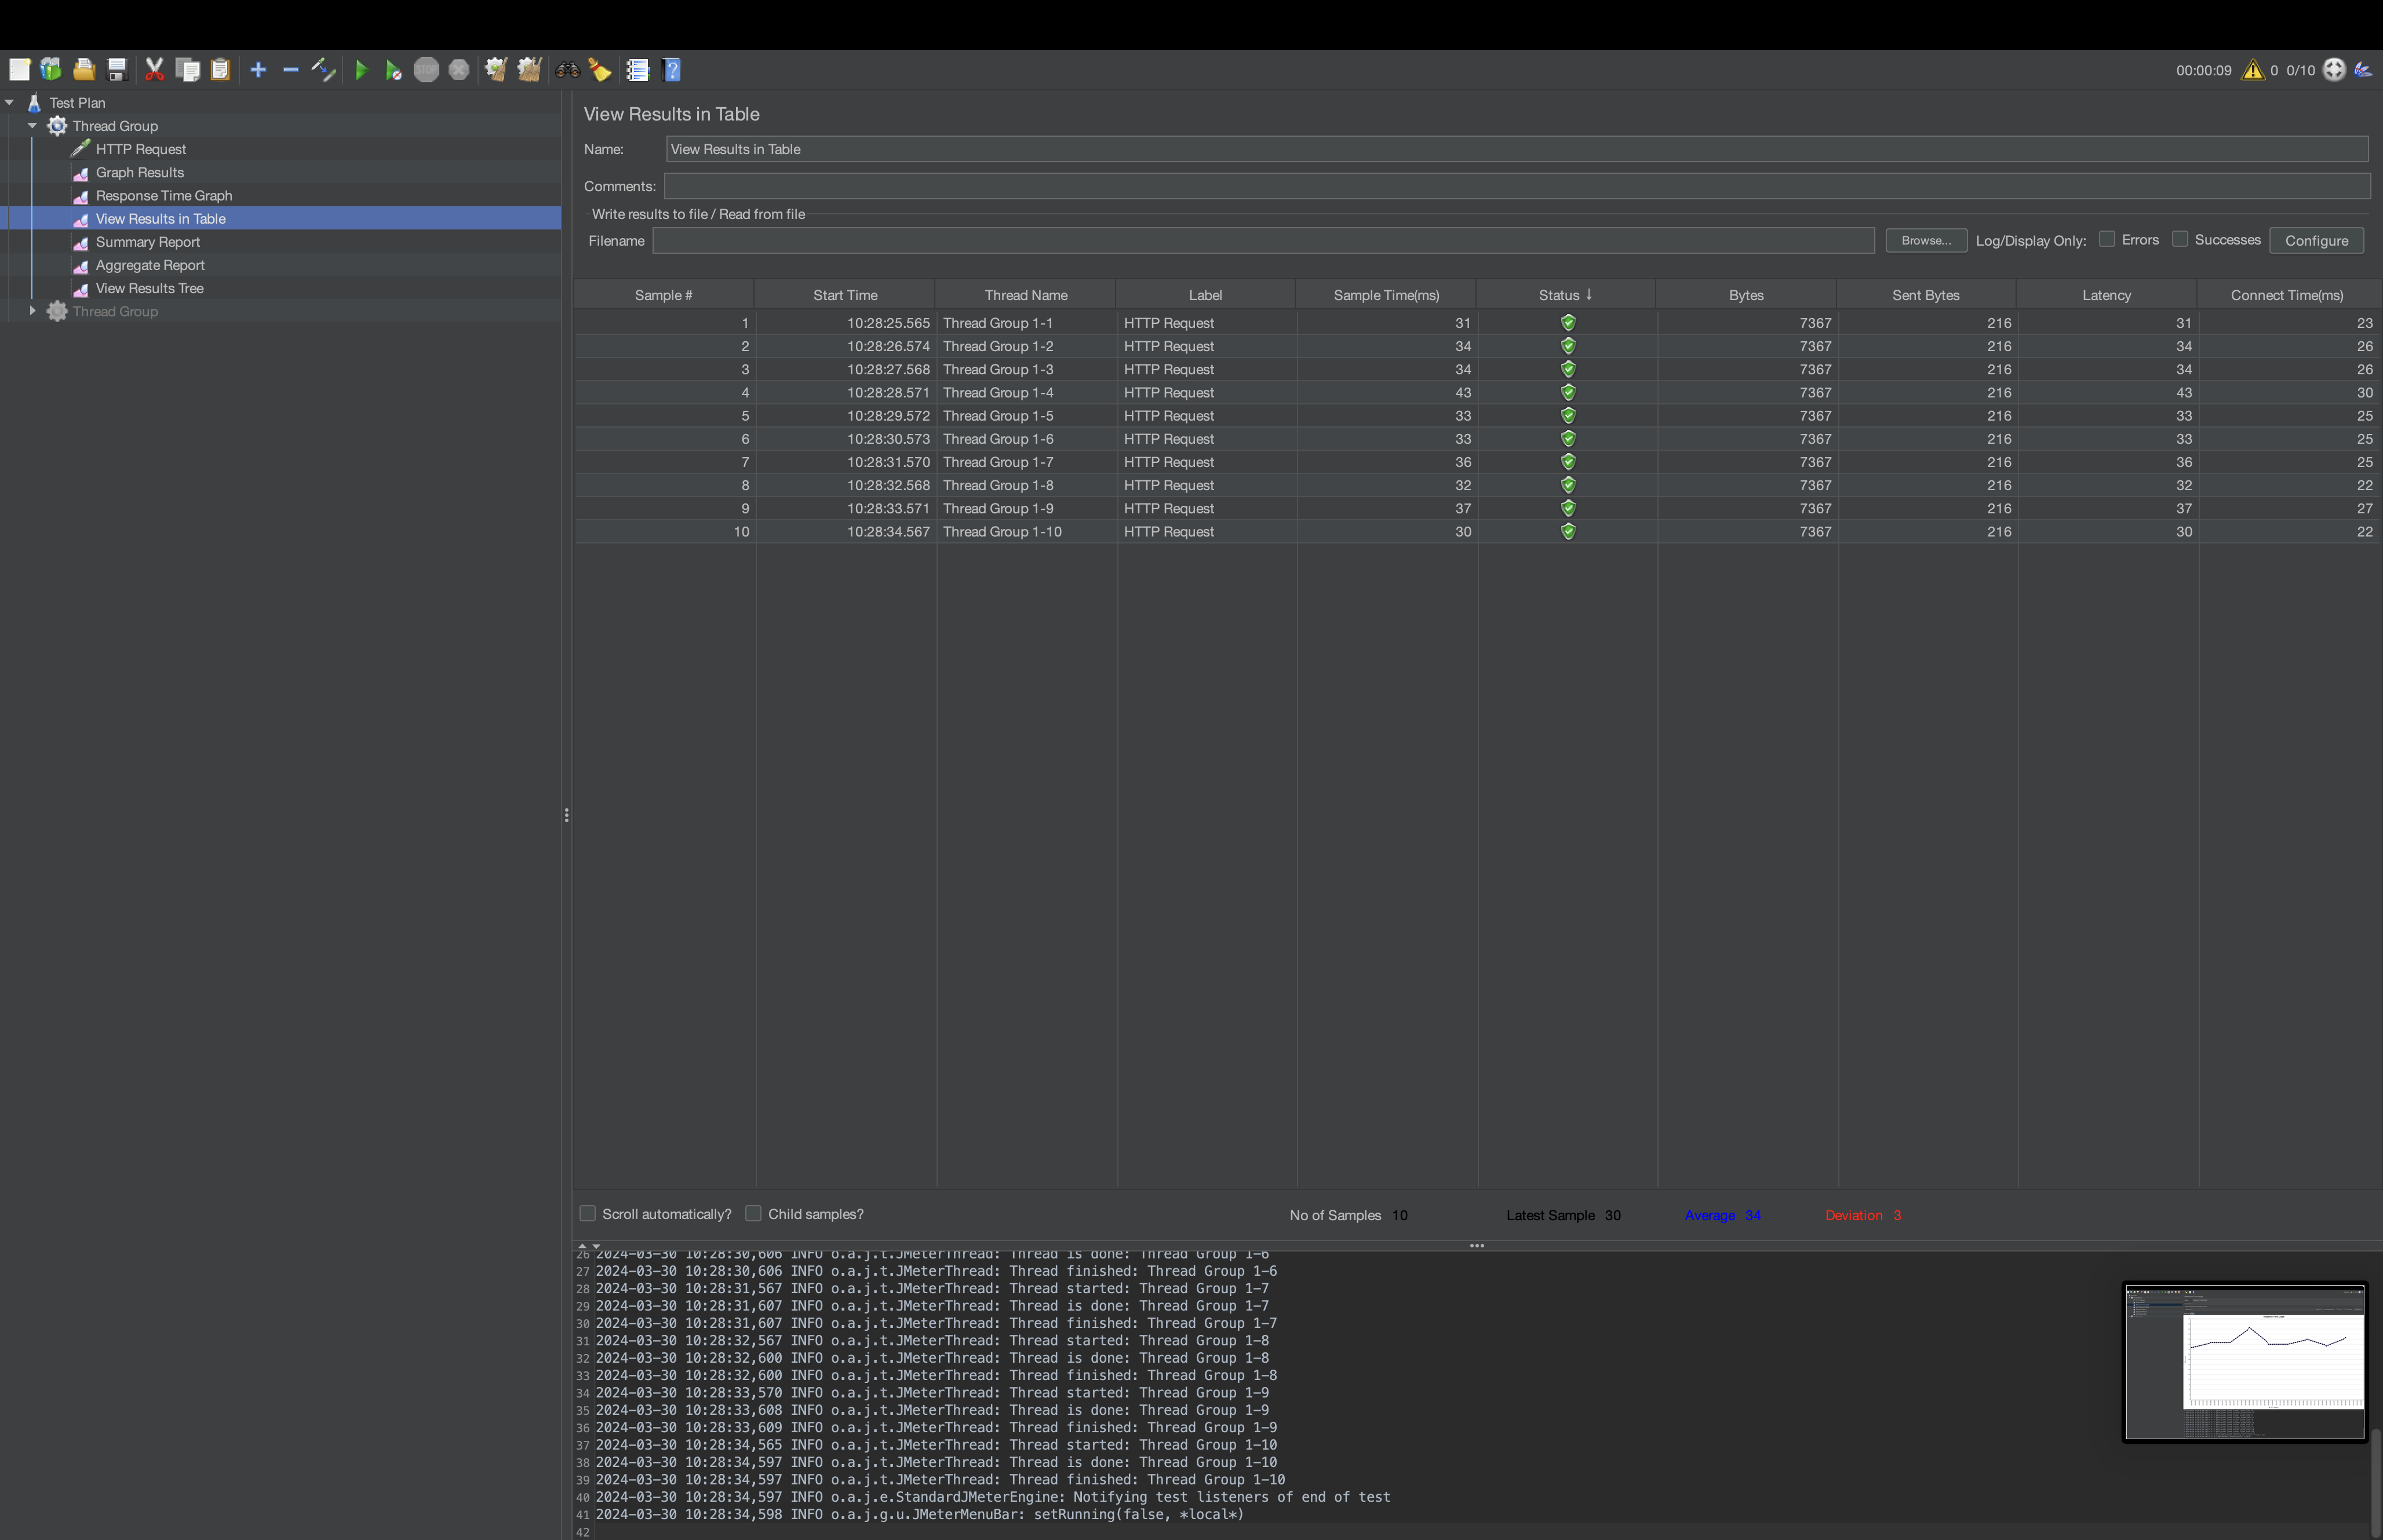 00:00:09 0 0/10
Test Plan
Thread Group
HTTP Request
Graph Results
Response Time Graph
View Results in Table
Summary Report
Aggregate Report
View Results Tree
Thread Group
View Results in Table
Name: View Results in Table
Comments:
Write results to file / Read from file
Filename Browse... Log/Display Only: Errors Successes Configure
Sample # Start Time Thread Name Label Sample Time(ms) Status ↓ Bytes Sent Bytes Latency Connect Time(ms)
1 10:28:25.565 Thread Group 1-1 HTTP Request 31 7367 216 31 23
2 10:28:26.574 Thread Group 1-2 HTTP Request 34 7367 216 34 26
3 10:28:27.568 Thread Group 1-3 HTTP Request 34 7367 216 34 26
4 10:28:28.571 Thread Group 1-4 HTTP Request 43 7367 216 43 30
5 10:28:29.572 Thread Group 1-5 HTTP Request 33 7367 216 33 25
6 10:28:30.573 Thread Group 1-6 HTTP Request 33 7367 216 33 25
7 10:28:31.570 Thread Group 1-7 HTTP Request 36 7367 216 36 25
8 10:28:32.568 Thread Group 1-8 HTTP Request 32 7367 216 32 22
9 10:28:33.571 Thread Group 1-9 HTTP Request 37 7367 216 37 27
10 10:28:34.567 Thread Group 1-10 HTTP Request 30 7367 216 30 22
Scroll automatically? Child samples? No of Samples 10 Latest Sample 30 Average 34 Deviation 3
26 2024-03-30 10:28:30,606 INFO o.a.j.t.JMeterThread: Thread is done: Thread Group 1-6
27 2024-03-30 10:28:30,606 INFO o.a.j.t.JMeterThread: Thread finished: Thread Group 1-6
28 2024-03-30 10:28:31,567 INFO o.a.j.t.JMeterThread: Thread started: Thread Group 1-7
29 2024-03-30 10:28:31,607 INFO o.a.j.t.JMeterThread: Thread is done: Thread Group 1-7
30 2024-03-30 10:28:31,607 INFO o.a.j.t.JMeterThread: Thread finished: Thread Group 1-7
31 2024-03-30 10:28:32,567 INFO o.a.j.t.JMeterThread: Thread started: Thread Group 1-8
32 2024-03-30 10:28:32,600 INFO o.a.j.t.JMeterThread: Thread is done: Thread Group 1-8
33 2024-03-30 10:28:32,600 INFO o.a.j.t.JMeterThread: Thread finished: Thread Group 1-8
34 2024-03-30 10:28:33,570 INFO o.a.j.t.JMeterThread: Thread started: Thread Group 1-9
35 2024-03-30 10:28:33,608 INFO o.a.j.t.JMeterThread: Thread is done: Thread Group 1-9
36 2024-03-30 10:28:33,609 INFO o.a.j.t.JMeterThread: Thread finished: Thread Group 1-9
37 2024-03-30 10:28:34,565 INFO o.a.j.t.JMeterThread: Thread started: Thread Group 1-10
38 2024-03-30 10:28:34,597 INFO o.a.j.t.JMeterThread: Thread is done: Thread Group 1-10
39 2024-03-30 10:28:34,597 INFO o.a.j.t.JMeterThread: Thread finished: Thread Group 1-10
40 2024-03-30 10:28:34,597 INFO o.a.j.e.StandardJMeterEngine: Notifying test listeners of end of test
41 2024-03-30 10:28:34,598 INFO o.a.j.g.u.JMeterMenuBar: setRunning(false, *local*)
42